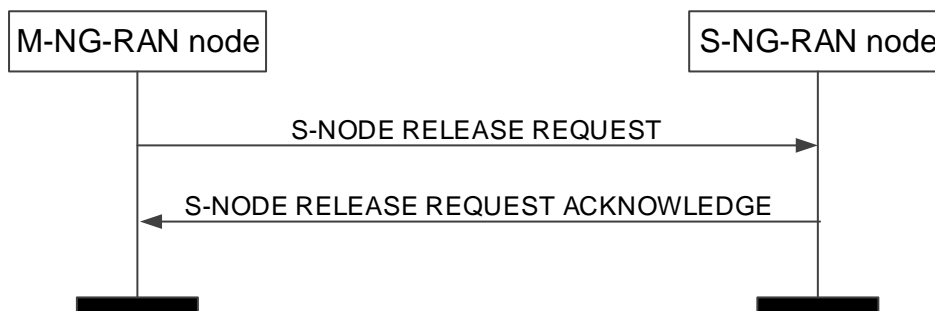 M-NG-RAN node
S-NG-RAN node
S-NODE RELEASE REQUEST
S-NODE RELEASE REQUEST ACKNOWLEDGE